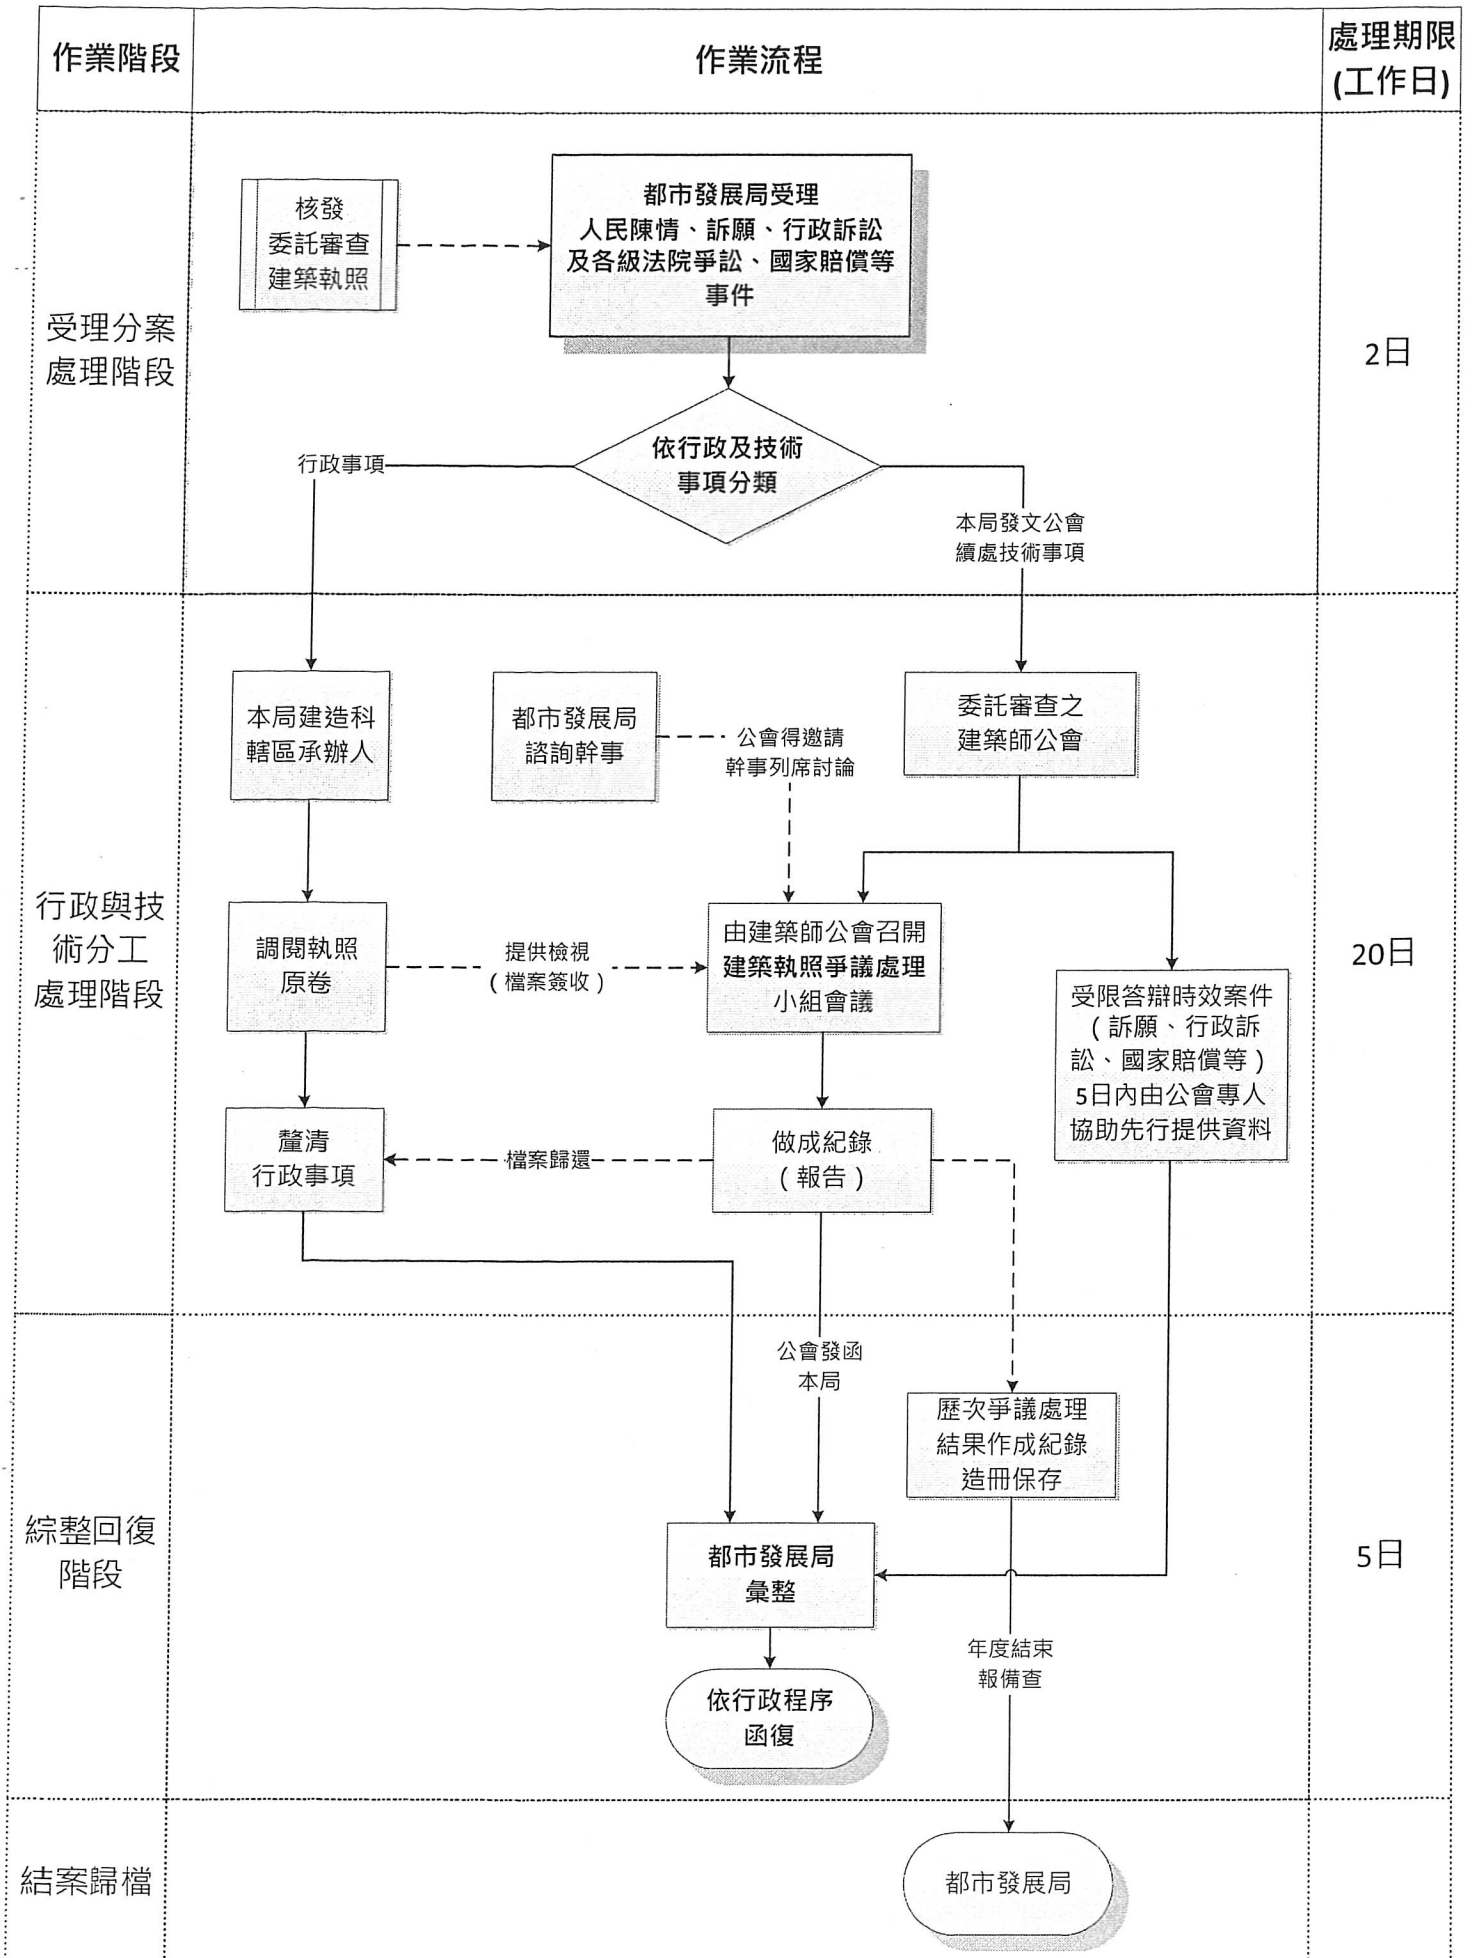 作業階段
作業流程
處理期限
(工作日)
受理分案
處理階段
核發
委託審查
建築執照
都市發展局受理
人民陳情、訴願、行政訴訟
及各級法院爭訟、國家賠償等
事件
2日
依行政及技術
事項分類
行政事項
本局發文公會
續處技術事項
行政與技
術分工
處理階段
本局建造科
轄區承辦人
都市發展局
諮詢幹事
公會得邀請
幹事列席討論
委託審查之
建築師公會
20日
調閱執照
原卷
提供檢視
(檔案簽收)
由建築師公會召開
建築執照爭議處理
小組會議
受限答辯時效案件
(訴願、行政訴
訟、國家賠償等)
5日內由公會專人
協助先行提供資料
釐清
行政事項
檔案歸還
做成紀錄
(報告)
綜整回復
階段
公會發函
本局
歷次爭議處理
結果作成紀錄
造冊保存
5日
都市發展局
彙整
年度結束
報備查
依行政程序
函復
結案歸檔
都市發展局